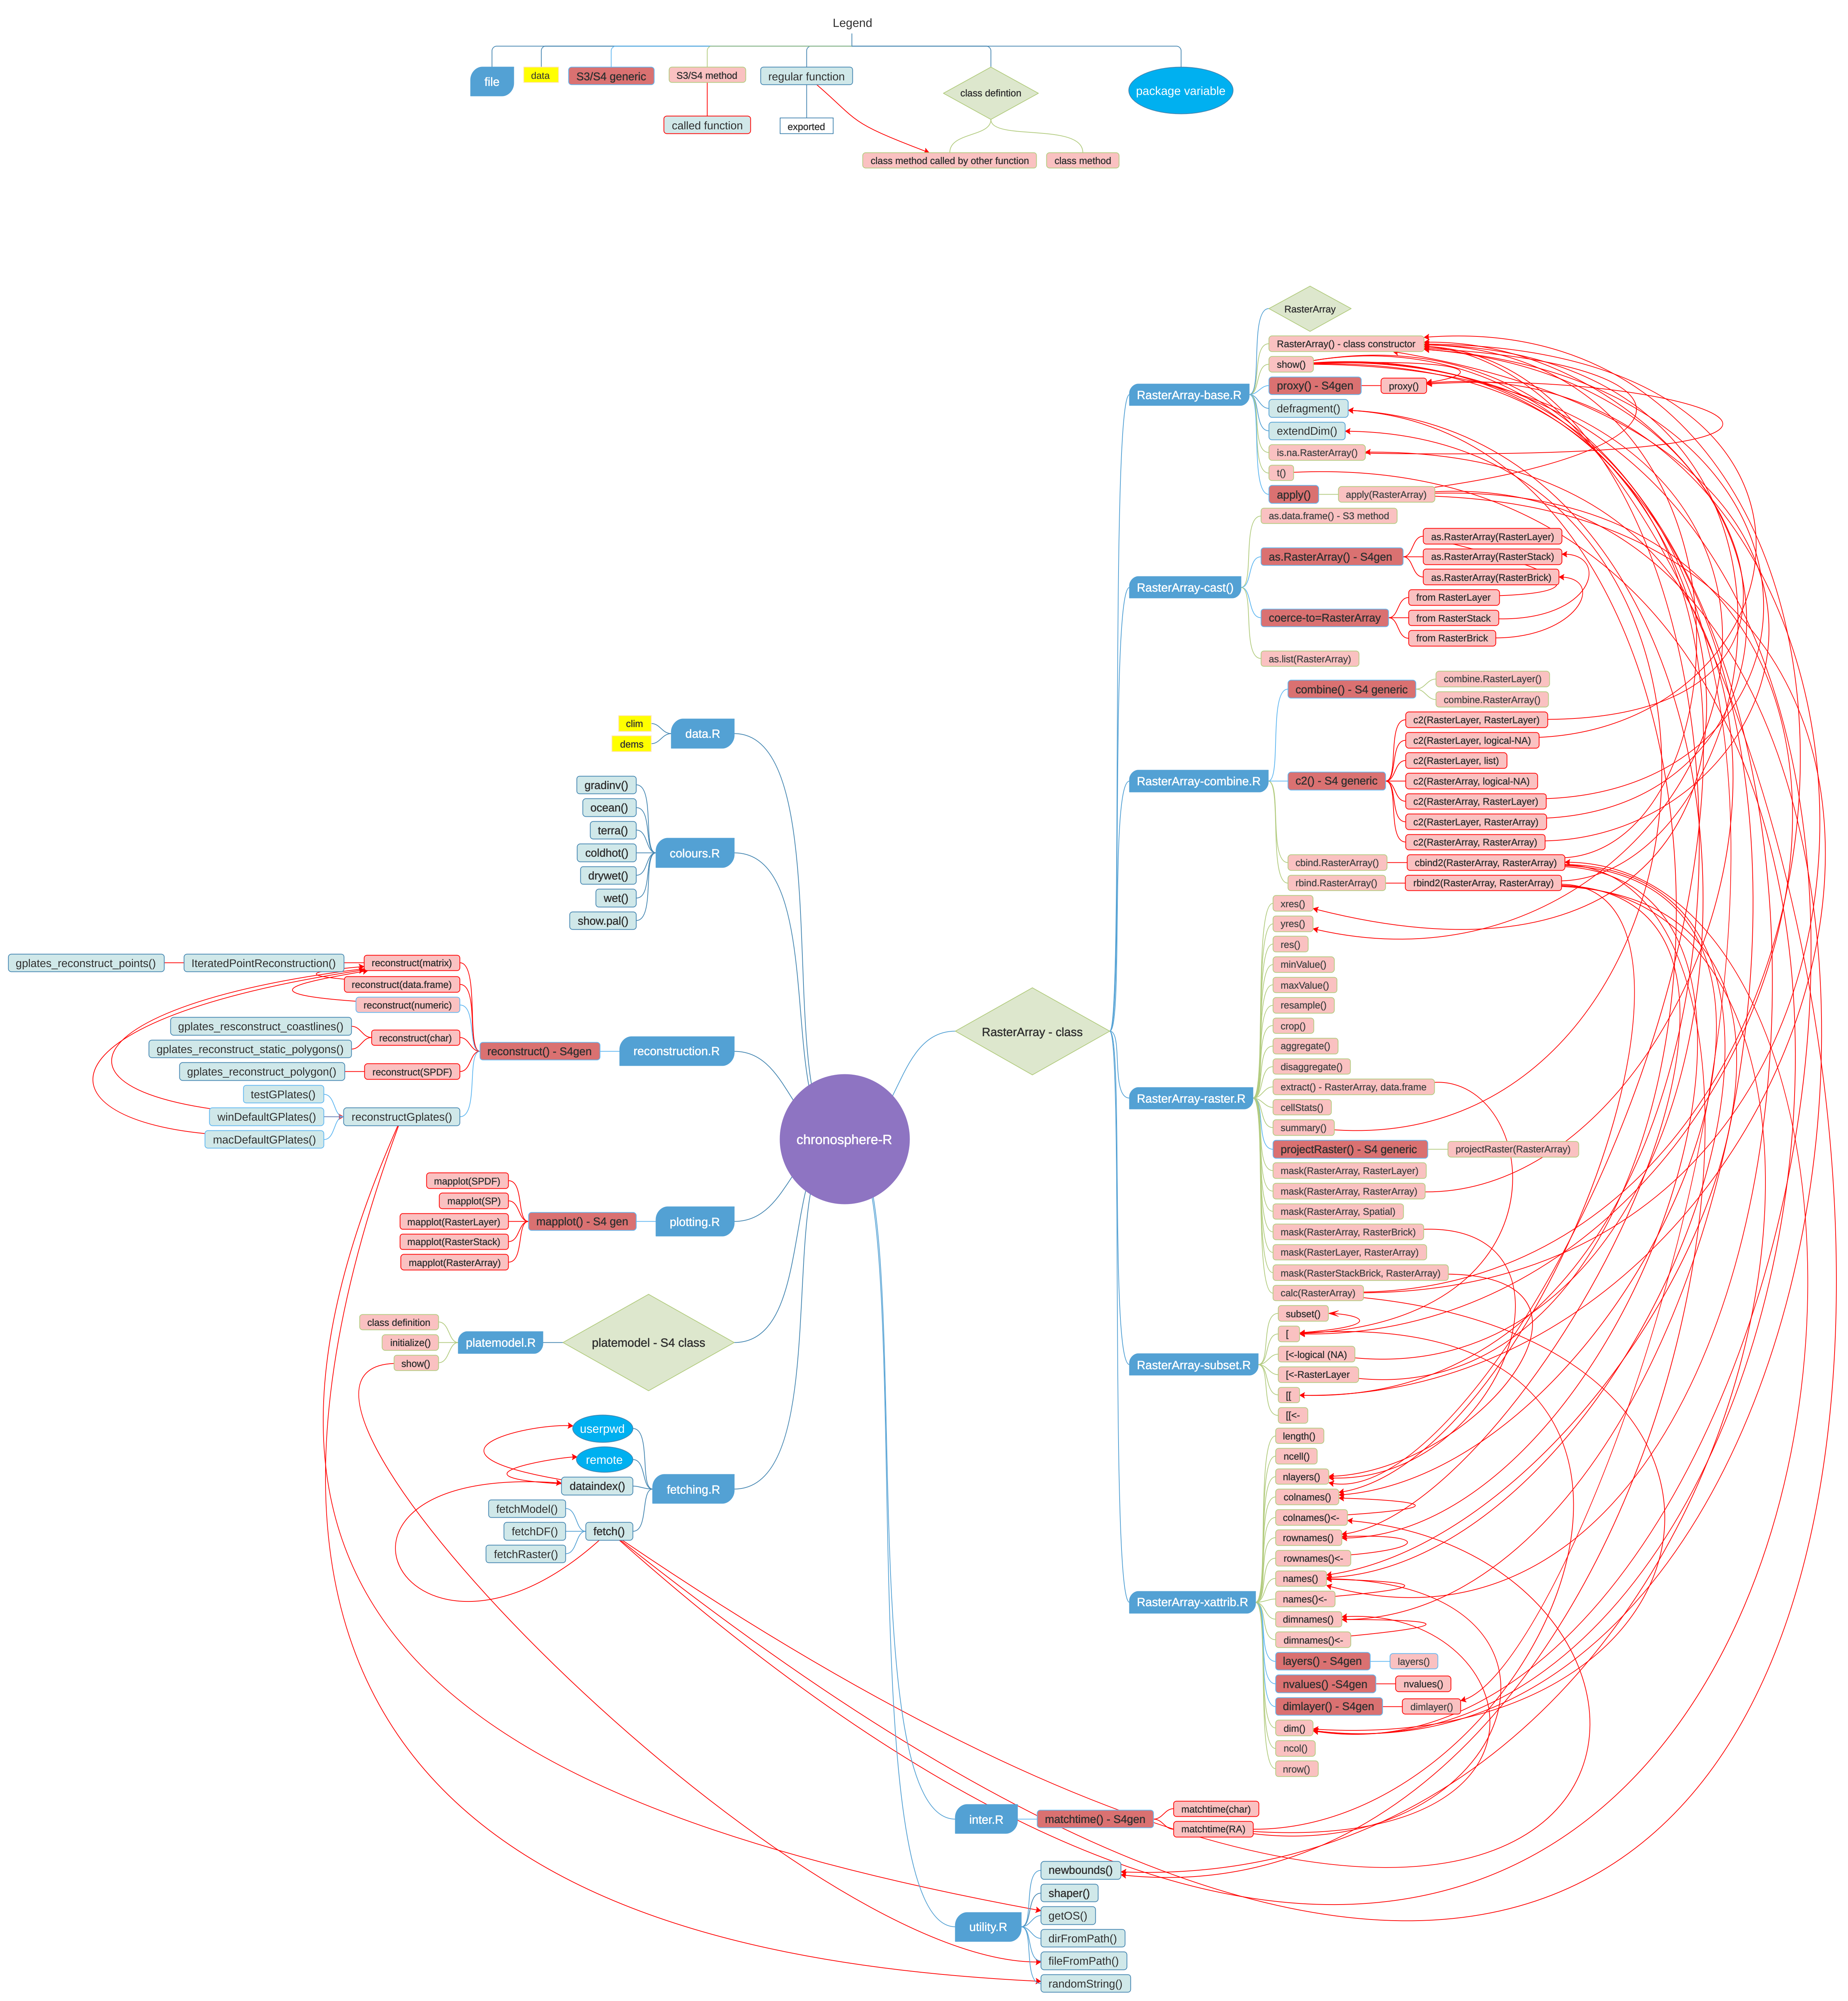 Legend
file
data
S3/S4 generic
S3/S4 method
regular function
class defintion
package variable
called function
exported
class method called by other function
class method
chronosphere-R
data.R
clim
dems
colours.R
gradinv()
ocean()
terra()
coldhot()
drywet()
wet()
show.pal()
reconstruction.R
reconstruct() - S4gen
reconstruct(matrix)
IteratedPointReconstruction()
gplates_reconstruct_points()
reconstruct(data.frame)
reconstruct(numeric)
reconstruct(char)
gplates_resconstruct_coastlines()
gplates_reconstruct_static_polygons()
reconstruct(SPDF)
gplates_reconstruct_polygon()
reconstructGplates()
testGPlates()
winDefaultGPlates()
macDefaultGPlates()
plotting.R
mapplot() - S4 gen
mapplot(SPDF)
mapplot(SP)
mapplot(RasterLayer)
mapplot(RasterStack)
mapplot(RasterArray)
platemodel - S4 class
platemodel.R
class definition
initialize()
show()
fetching.R
userpwd
remote
dataindex()
fetch()
fetchModel()
fetchDF()
fetchRaster()
RasterArray - class
RasterArray-base.R
RasterArray
RasterArray() - class constructor
show()
proxy() - S4gen
proxy()
defragment()
extendDim()
is.na.RasterArray()
t()
apply()
apply(RasterArray)
RasterArray-cast()
as.data.frame() - S3 method
as.RasterArray() - S4gen
as.RasterArray(RasterLayer)
as.RasterArray(RasterStack)
as.RasterArray(RasterBrick)
coerce-to=RasterArray
from RasterLayer
from RasterStack
from RasterBrick
as.list(RasterArray)
RasterArray-combine.R
combine() - S4 generic
combine.RasterLayer()
combine.RasterArray()
c2() - S4 generic
c2(RasterLayer, RasterLayer)
c2(RasterLayer, logical-NA)
c2(RasterLayer, list)
c2(RasterArray, logical-NA)
c2(RasterArray, RasterLayer)
c2(RasterLayer, RasterArray)
c2(RasterArray, RasterArray)
cbind.RasterArray()
cbind2(RasterArray, RasterArray)
rbind.RasterArray()
rbind2(RasterArray, RasterArray)
RasterArray-raster.R
xres()
yres()
res()
minValue()
maxValue()
resample()
crop()
aggregate()
disaggregate()
extract() - RasterArray, data.frame
cellStats()
summary()
projectRaster() - S4 generic
projectRaster(RasterArray)
mask(RasterArray, RasterLayer)
mask(RasterArray, RasterArray)
mask(RasterArray, Spatial)
mask(RasterArray, RasterBrick)
mask(RasterLayer, RasterArray)
mask(RasterStackBrick, RasterArray)
calc(RasterArray)
RasterArray-subset.R
subset()
[
[<-logical (NA)
[<-RasterLayer
[[
[[<-
RasterArray-xattrib.R
length()
ncell()
nlayers()
colnames()
colnames()<-
rownames()
rownames()<-
names()
names()<-
dimnames()
dimnames()<-
layers() - S4gen
layers()
nvalues() -S4gen
nvalues()
dimlayer() - S4gen
dimlayer()
dim()
ncol()
nrow()
inter.R
matchtime() - S4gen
matchtime(char)
matchtime(RA)
utility.R
newbounds()
shaper()
getOS()
dirFromPath()
fileFromPath()
randomString()